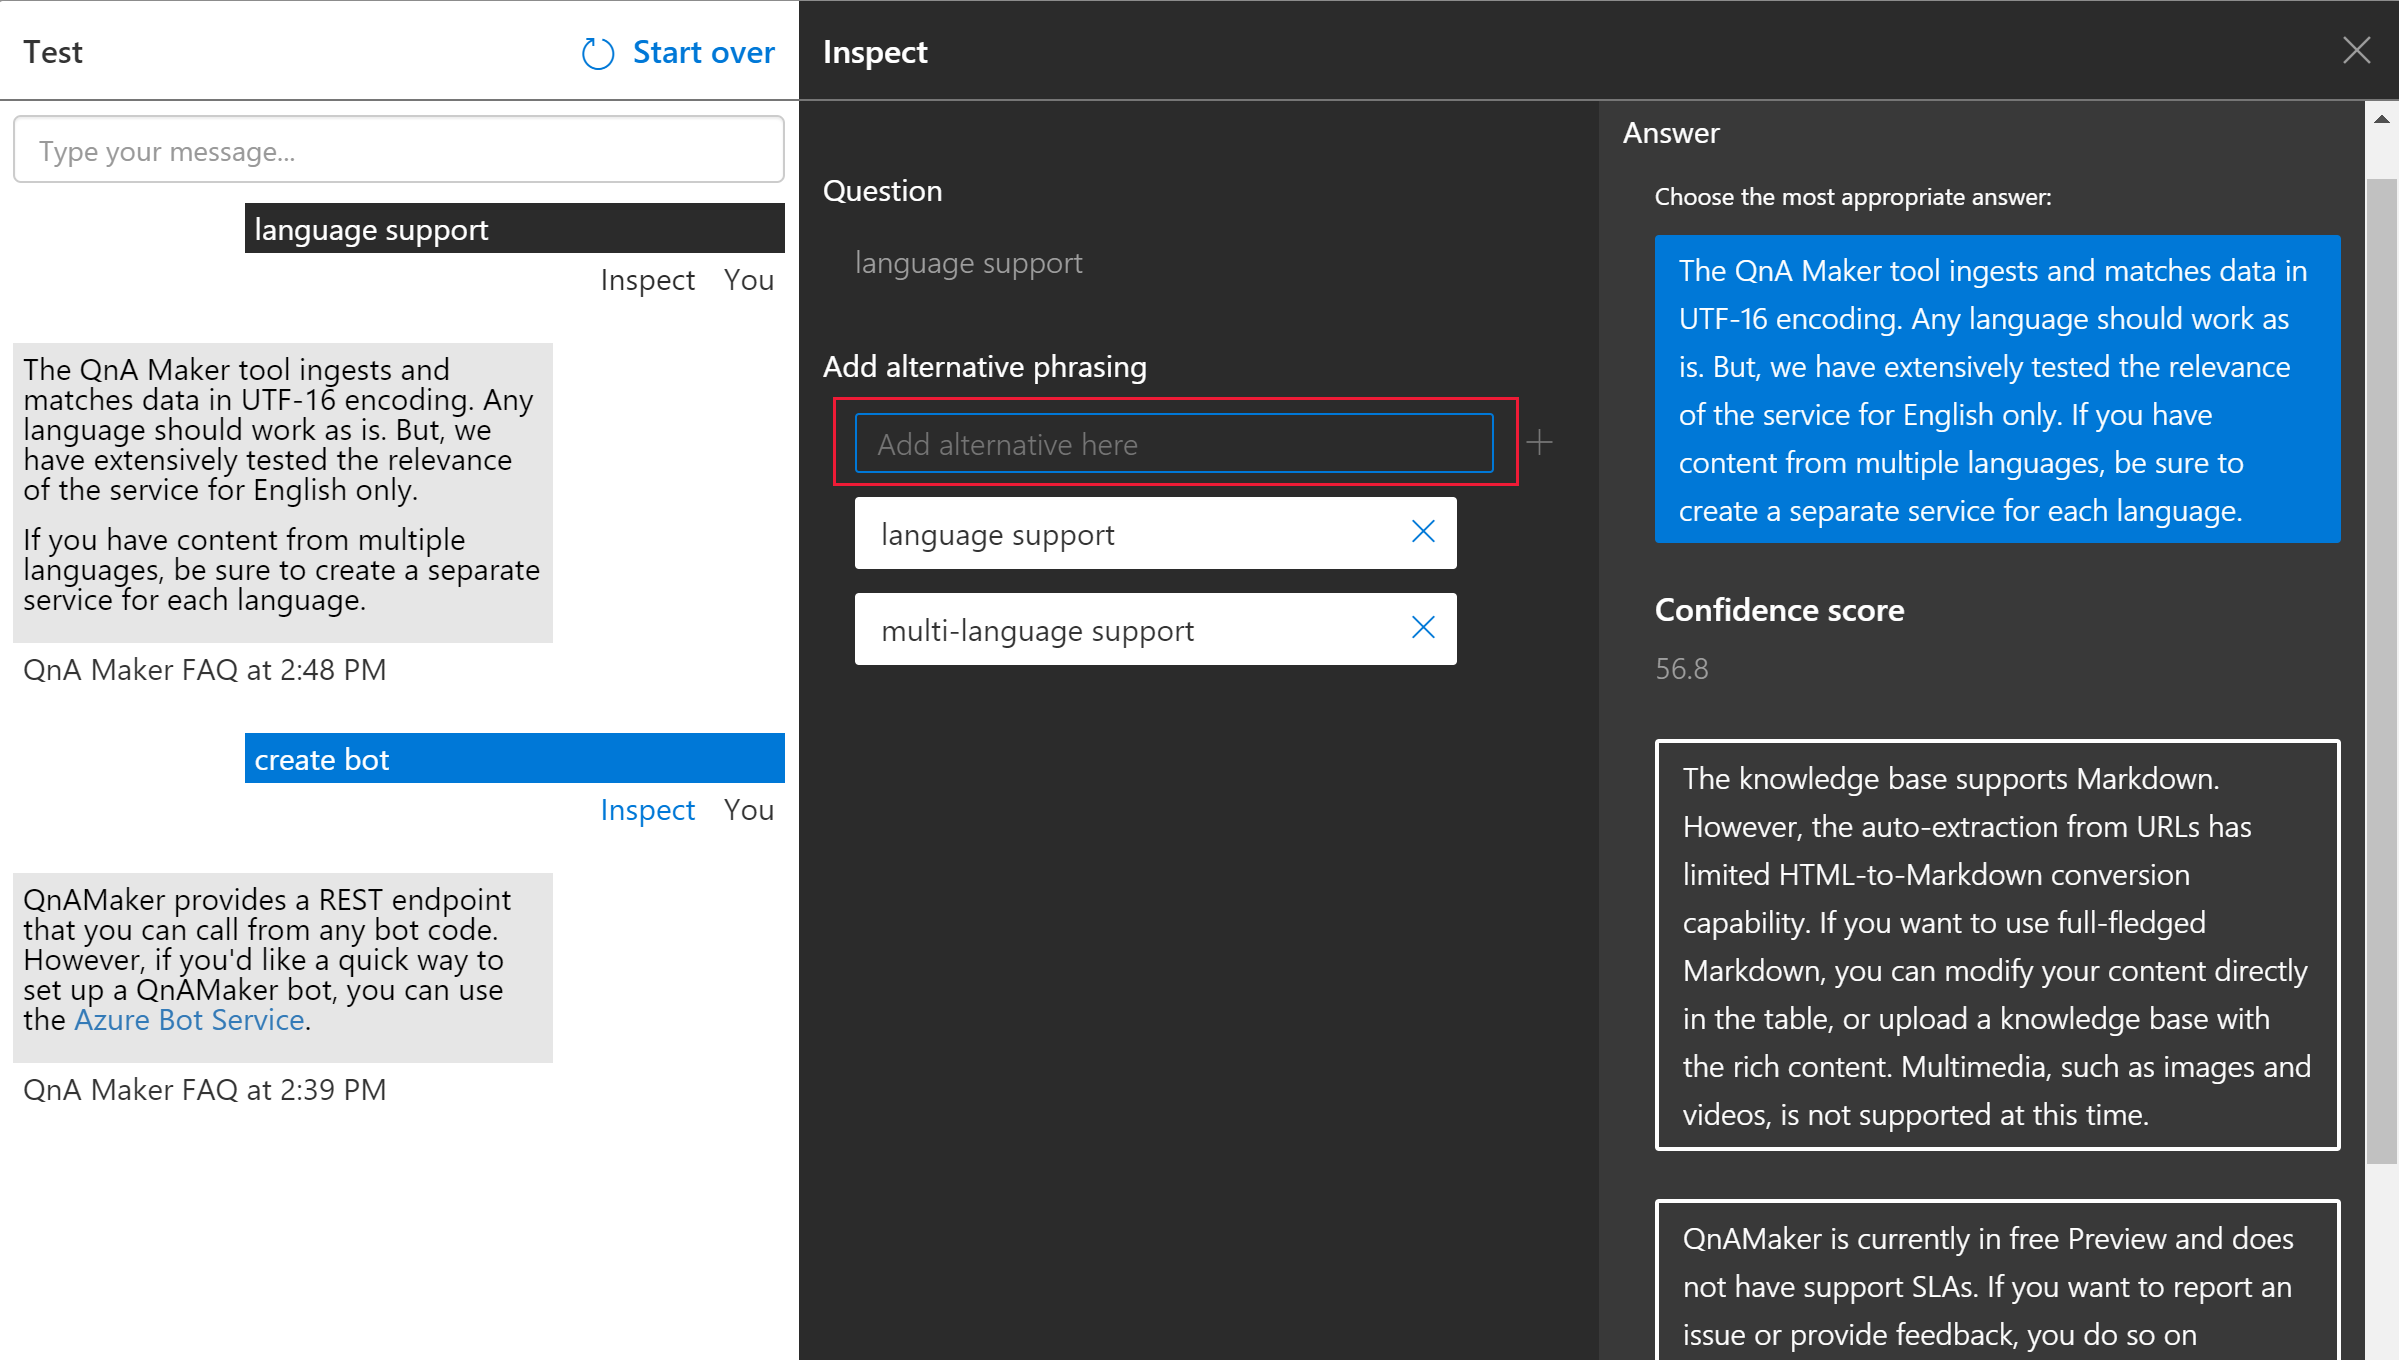 Test
Start over
Type your message...
language support
Inspect You
The QnA Maker tool ingests and
matches data in UTF-16 encoding. Any
language should work as is. But, we
have extensively tested the relevance
of the service for English only.
If you have content from multiple
languages, be sure to create a separate
service for each language.
QnA Maker FAQ at 2:48 PM
create bot
Inspect You
QnAMaker provides a REST endpoint
that you can call from any bot code.
However, if you'd like a quick way to
set up a QnAMaker bot, you can use
the Azure Bot Service.
QnA Maker FAQ at 2:39 PM
Inspect
Question
language support
Add alternative phrasing
Add alternative here
language support
multi-language support
Answer
Choose the most appropriate answer:
The QnA Maker tool ingests and matches data in
UTF-16 encoding. Any language should work as
is. But, we have extensively tested the relevance
of the service for English only. If you have
content from multiple languages, be sure to
create a separate service for each language.
Confidence score
56.8
The knowledge base supports Markdown.
However, the auto-extraction from URLs has
limited HTML-to-Markdown conversion
capability. If you want to use full-fledged
Markdown, you can modify your content directly
in the table, or upload a knowledge base with
the rich content. Multimedia, such as images and
videos, is not supported at this time.
QnAMaker is currently in free Preview and does
not have support SLAs. If you want to report an
issue or provide feedback, you do so on